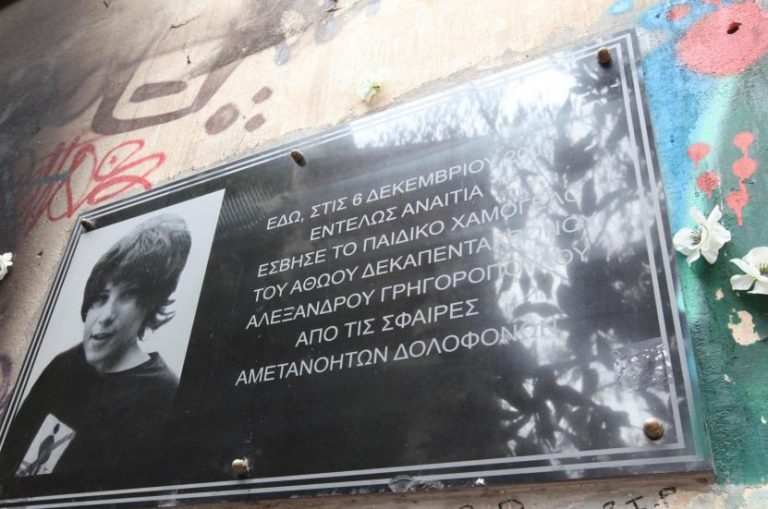 ΕΔΩ, ΣΤΙΣ 6 ΔΕΚΕΜΒΡΙΟΥ
ΕΝΤΕΛΩΣ ΑΝΑΙΤΙΑ
ΕΣΒΗΣΕ ΤΟ ΠΑΙΔΙΚΟ ΧΑΜΟΓΕΛΟ
ΤΟΥ ΑΘΩΟΥ ΔΕΚΑΠΕΝΤΑΧΡΟΝΟΥ
ΑΛΕΞΑΝΔΡΟΥ ΓΡΗΓΟΡΟΠΟΥΛΟΥ
ΑΠΟ ΤΙΣ ΣΦΑΙΡΕΣ
ΑΜΕΤΑΝΟΗΤΩΝ ΔΟΛΟΦΟΝΩΝ